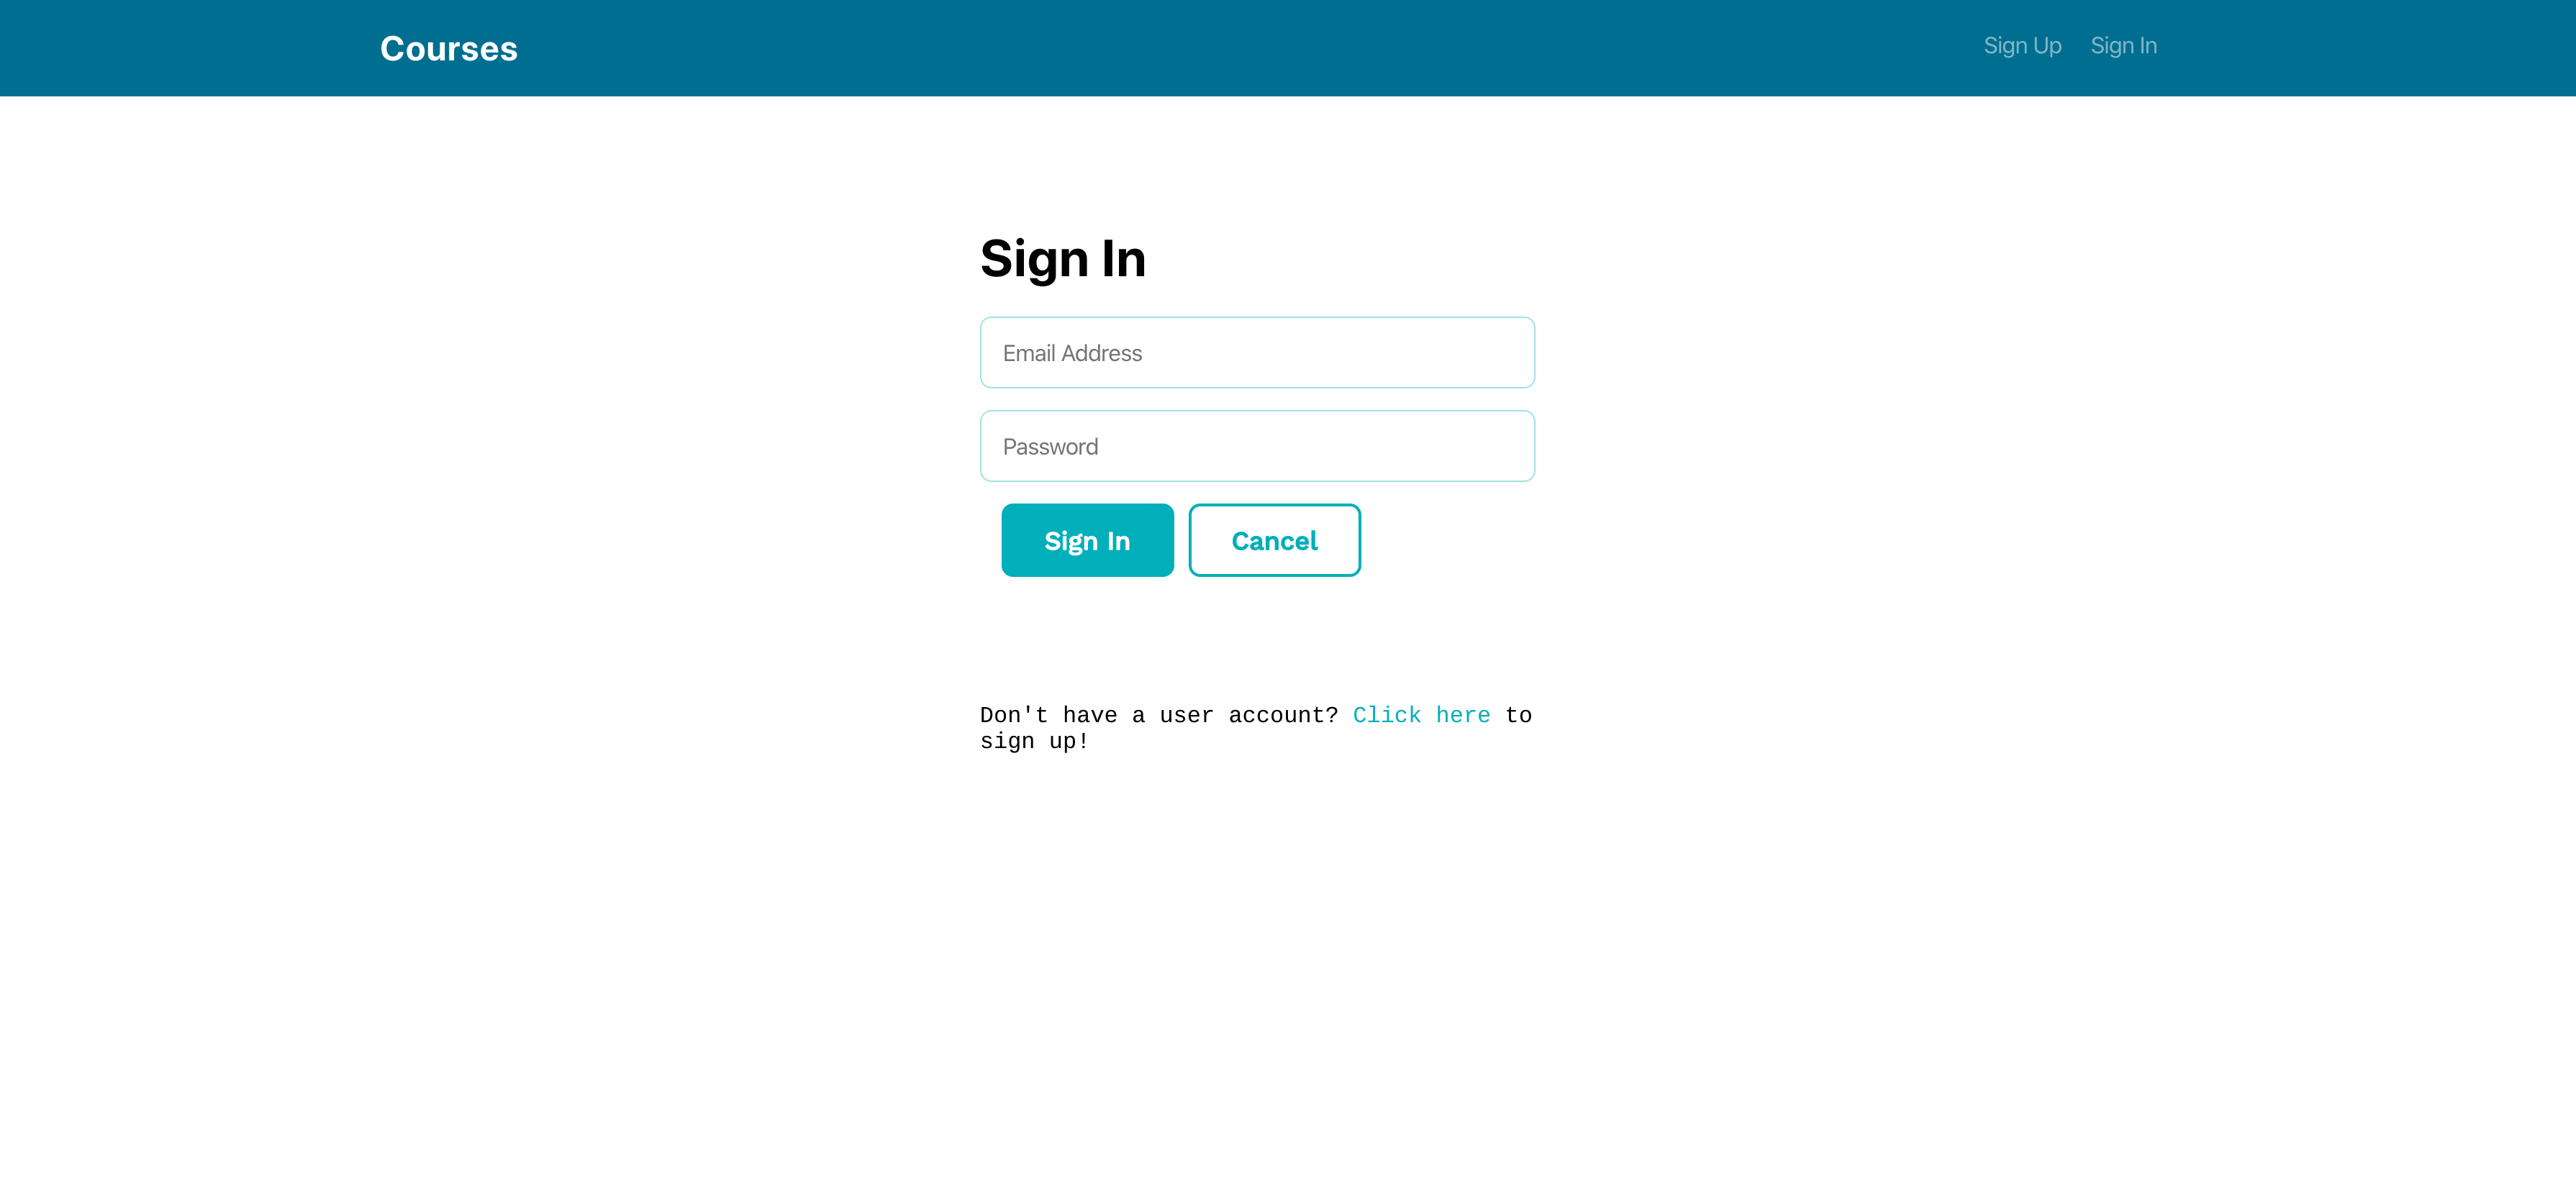 Courses
Sign Up
Sign In
Sign In
Email Address
Password
Sign In
Cancel
Don't have a user account? Click here to
sign up!